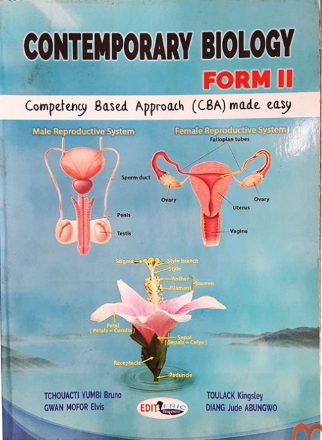 CONTEMPORARY BIOLOGY
FORM II
Competency Based Approach (CBA) made easy
Male Reproductive System
Female Reproductive System
Fallopian tubes
Sperm duct
Ovary
Ovary
Uterus
Penis
Testis
Vagina
Stigma
Style branch
Style
Anther
Filament
Stamen
Petal
(Petals = Corolla)
Sepal
(Sepals = Calyx)
Receptacle
Peduncle
TCHOUACTI YUMBI Bruno
GWAN MOFOR Elvis
TOULACK Kingsley
DIANG Jude ABUNGWO